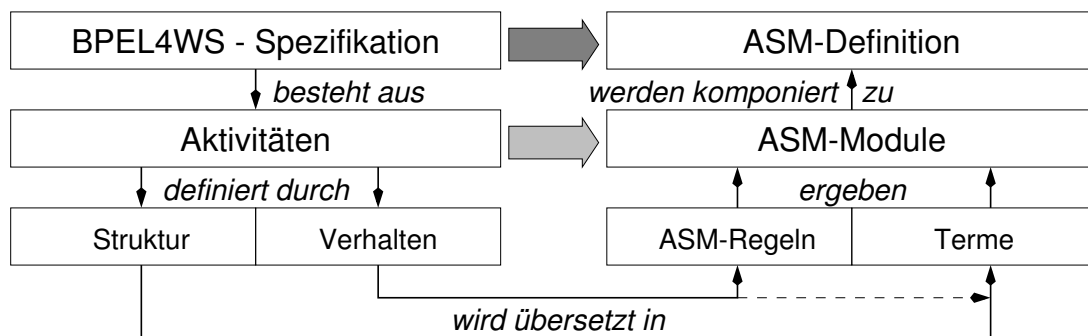 BPEL4WS - Spezifikation
ASM-Definition
besteht aus
werden komponiert zu
Aktivitäten
ASM-Module
definiert durch
ergeben
Struktur
Verhalten
ASM-Regeln
Terme
wird übersetzt in